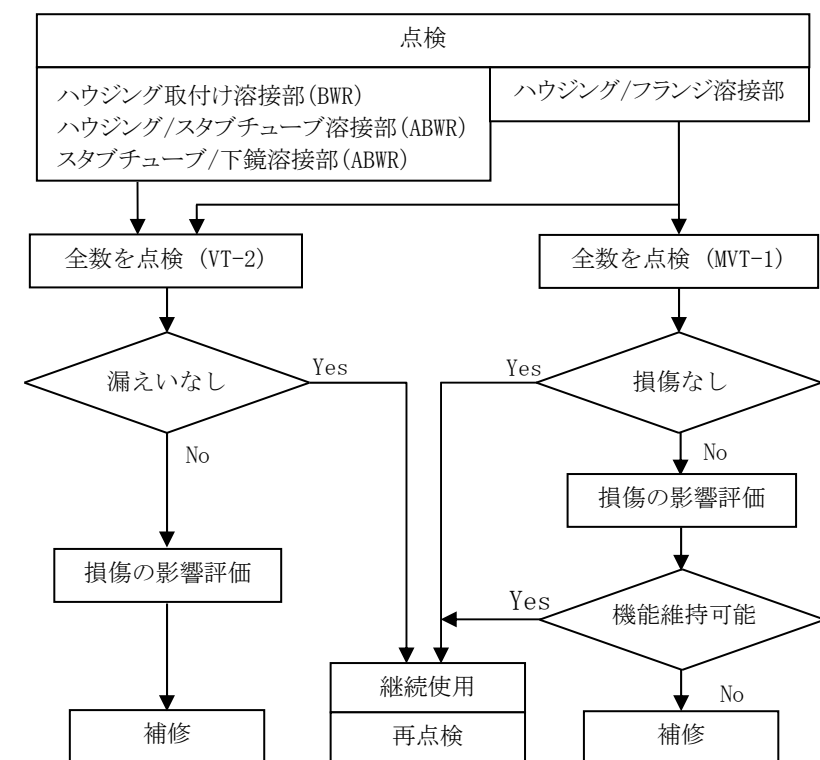 点検
ハウジング取付け溶接部(BWR)
ハウジング/スタブチューブ溶接部(ABWR)
スタブチューブ/下鏡溶接部(ABWR)
ハウジング/フランジ溶接部
全数を点検 (VT-2)
全数を点検 (MVT-1)
漏えいなし
Yes
No
損傷なし
Yes
No
損傷の影響評価
損傷の影響評価
機能維持可能
Yes
No
継続使用
再点検
補修
補修